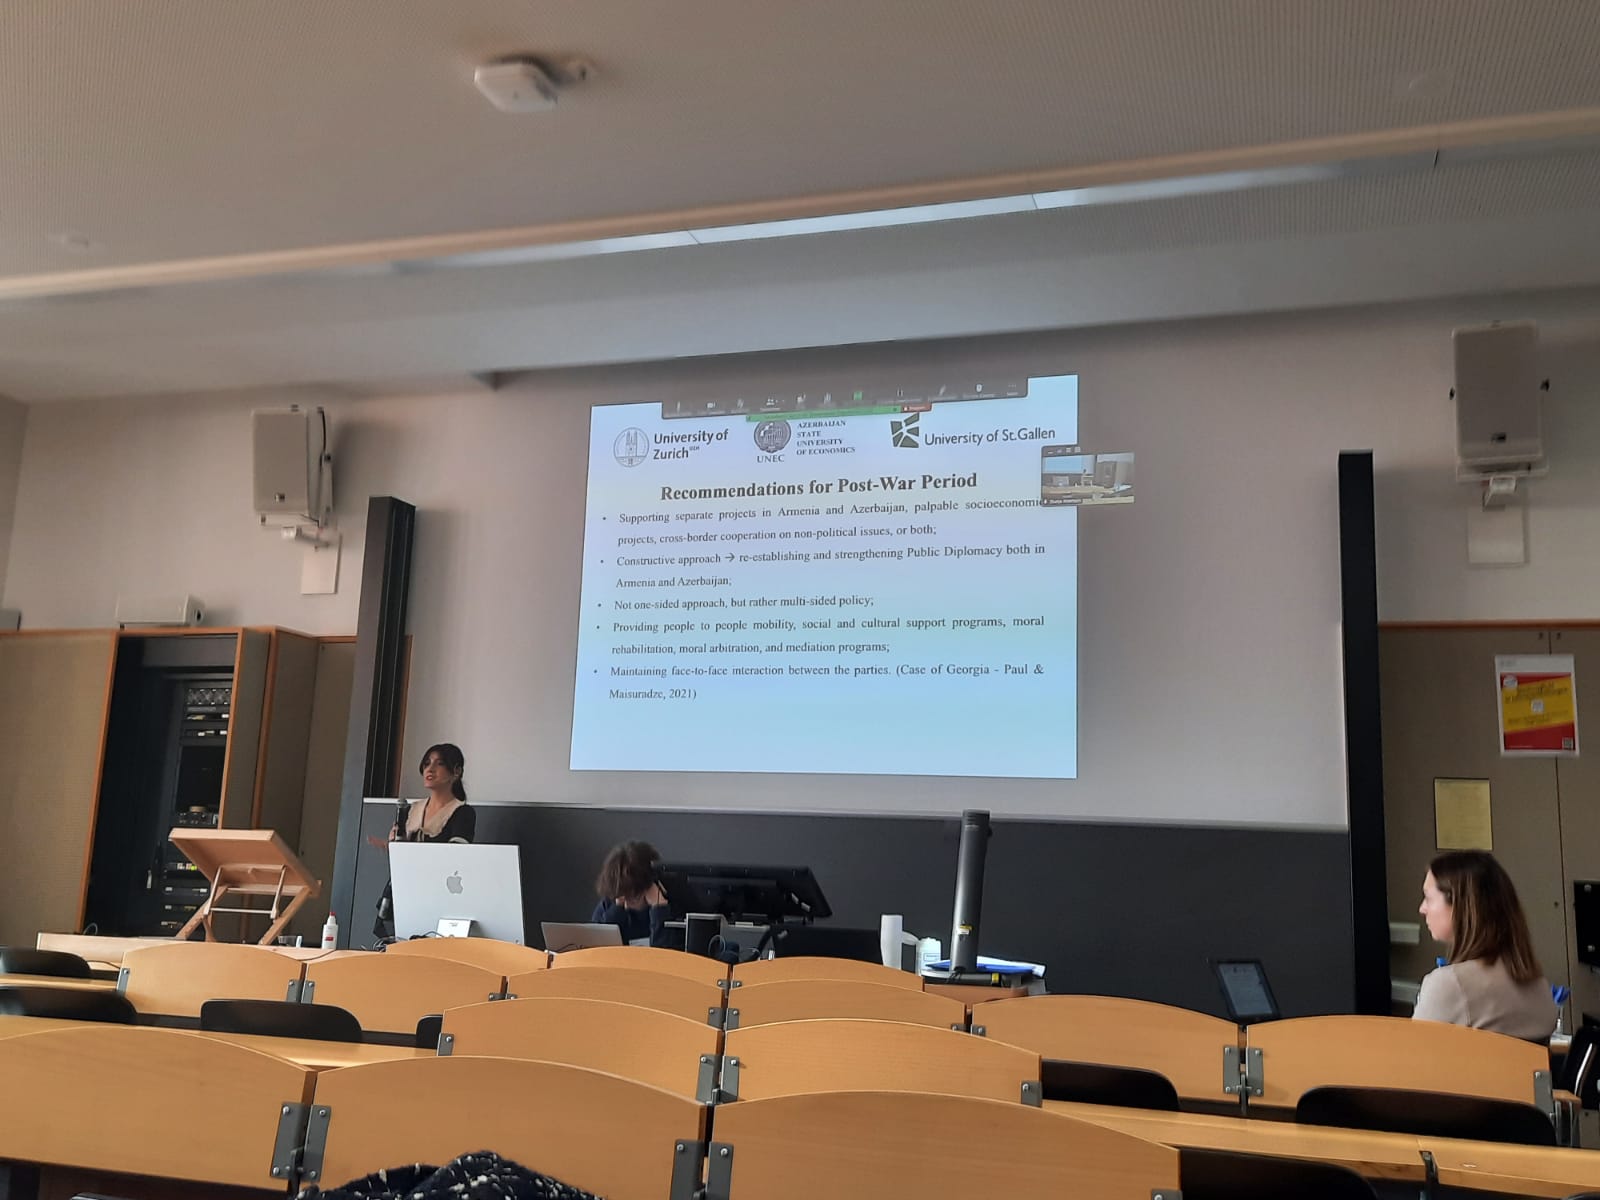 University of
Zurich UZH
UNEC
AZERBAIJAN
STATE
UNIVERSITY
OF ECONOMICS
University of St.Gallen
Recommendations for Post-War Period
• Supporting separate projects in Armenia and Azerbaijan, palpable socioeconomic
projects, cross-border cooperation on non-political issues, or both;
• Constructive approach → re-establishing and strengthening Public Diplomacy both in
Armenia and Azerbaijan;
• Not one-sided approach, but rather multi-sided policy;
• Providing people to people mobility, social and cultural support programs, moral
rehabilitation, moral arbitration, and mediation programs;
• Maintaining face-to-face interaction between the parties. (Case of Georgia - Paul &
Maisuradze, 2021)